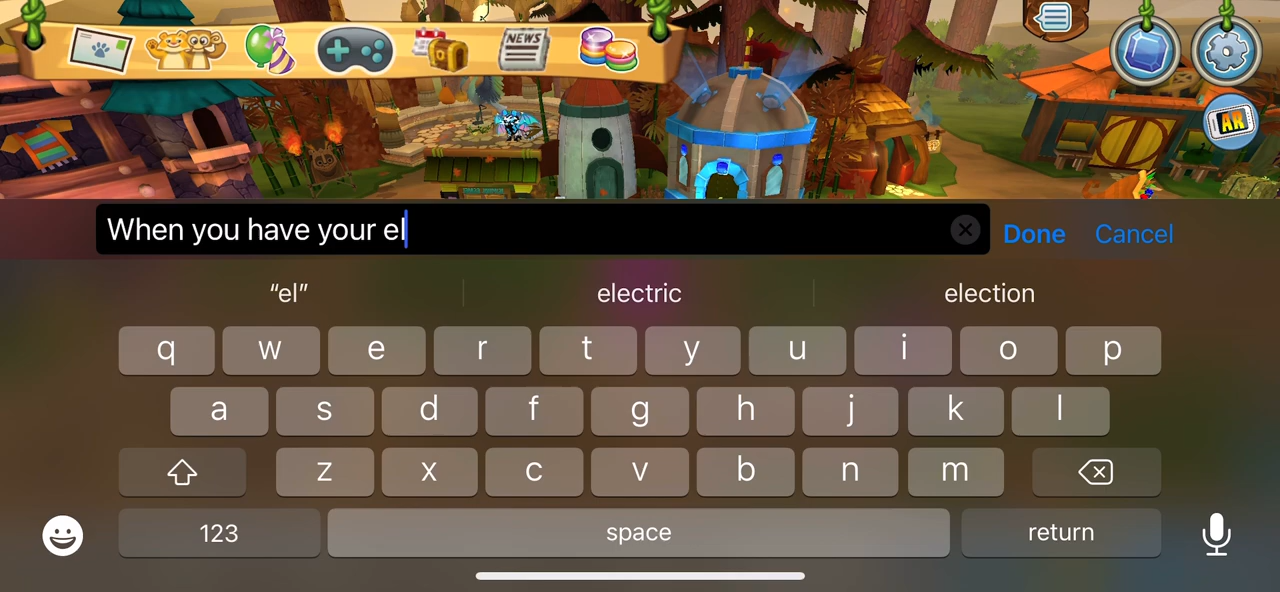 NEWS
AR
When you have your el
Done
Cancel
“el”
electric
election
q w e r t y u i o p
a s d f g h j k l
z x c v b n m
123
space
return